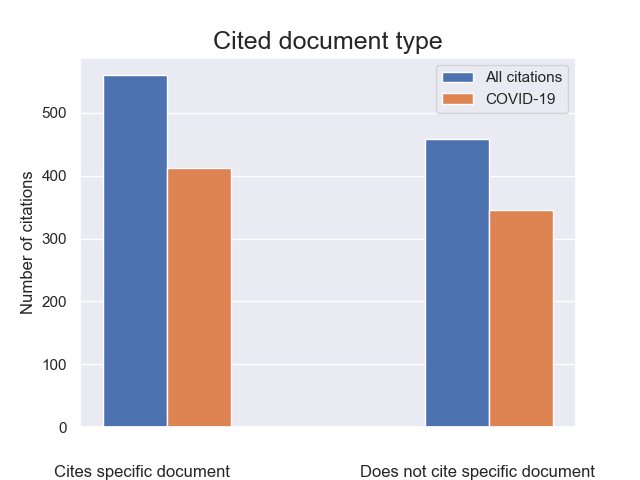 Cited document type
All citations
COVID-19
Number of citations
500
400
300
200
100
0
Cites specific document
Does not cite specific document